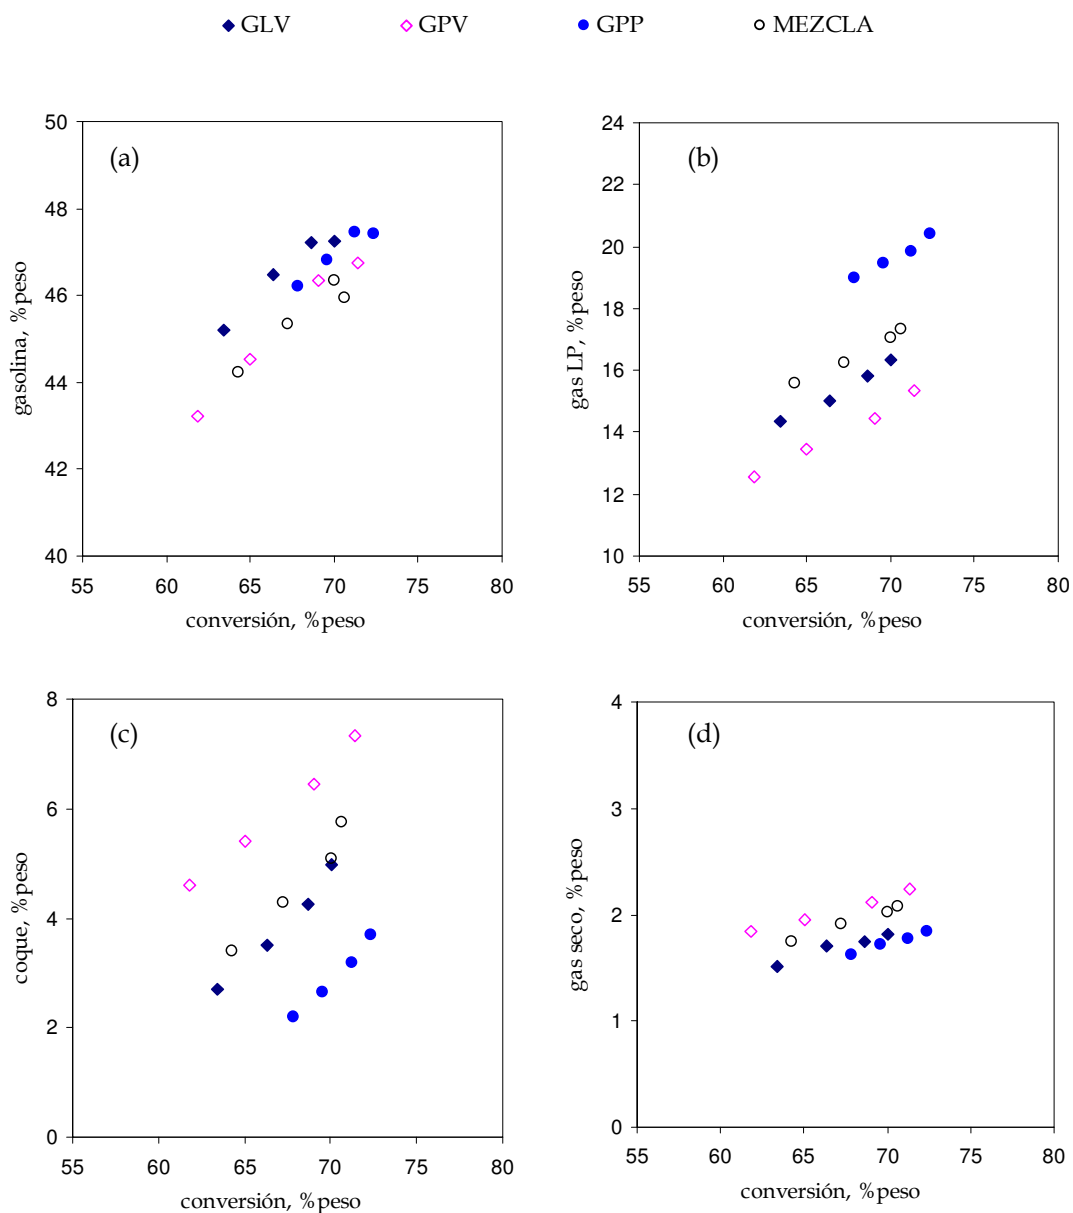 GLV GPV GPP MEZCLA
(a)
50
48
46
44
42
40
55 60 65 70 75 80
gasolina, %peso
conversión, %peso
(b)
24
22
20
18
16
14
12
10
55 60 65 70 75 80
gas LP, %peso
conversión, %peso
(c)
8
6
4
2
0
55 60 65 70 75 80
coque, %peso
conversión, %peso
(d)
4
3
2
1
0
55 60 65 70 75 80
gas seco, %peso
conversión, %peso